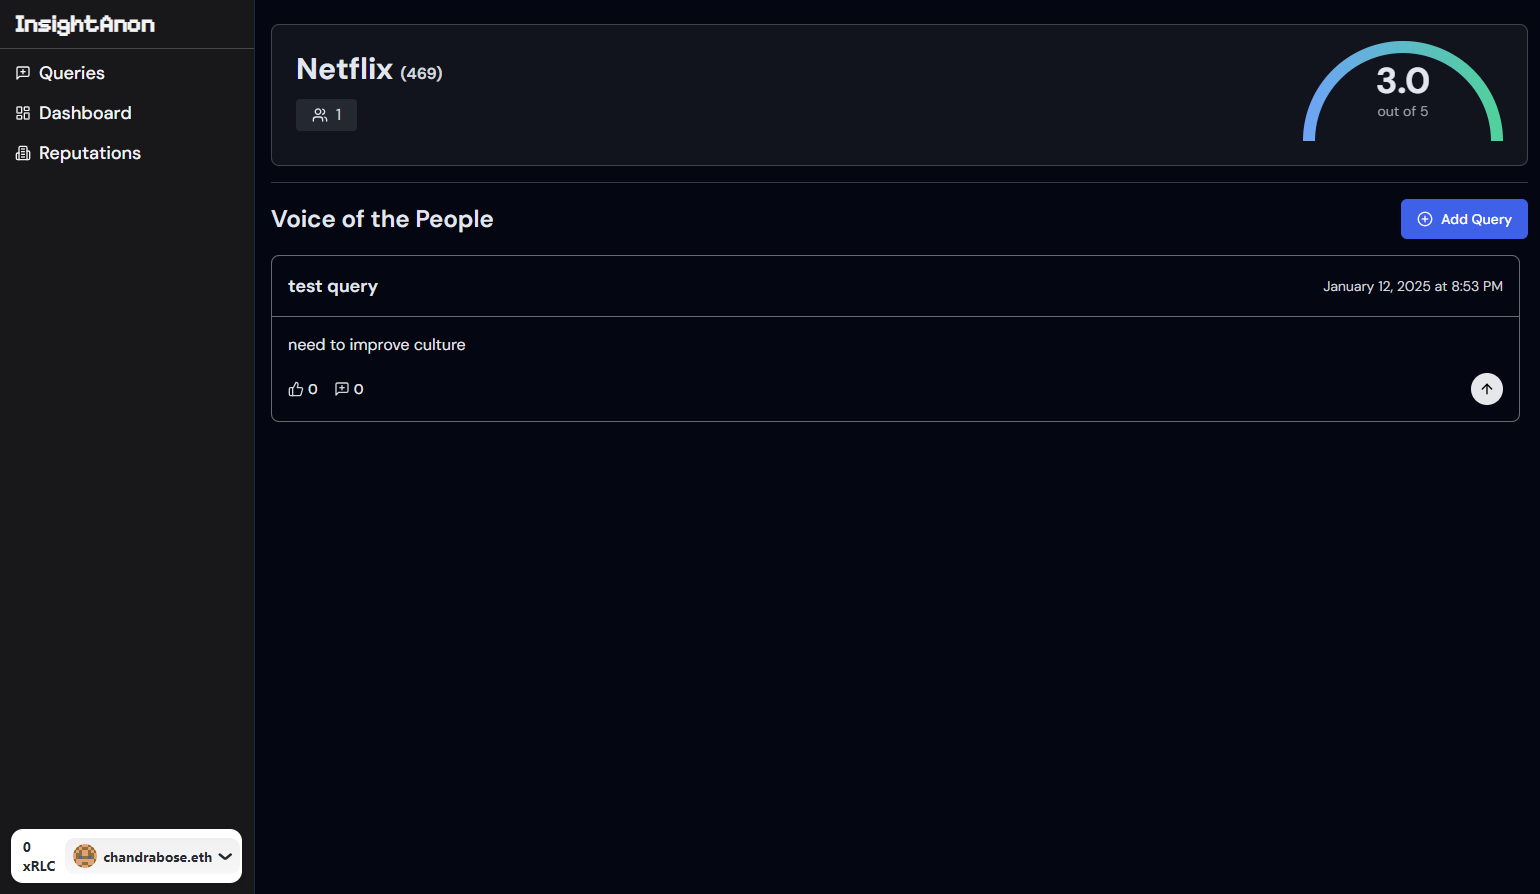 InsightAnon
Queries
Dashboard
Reputations
Netflix (469)
1
3.0
out of 5
Voice of the People
Add Query
test query
January 12, 2025 at 8:53 PM
need to improve culture
0 0
0
xRLC
chandrabose.eth